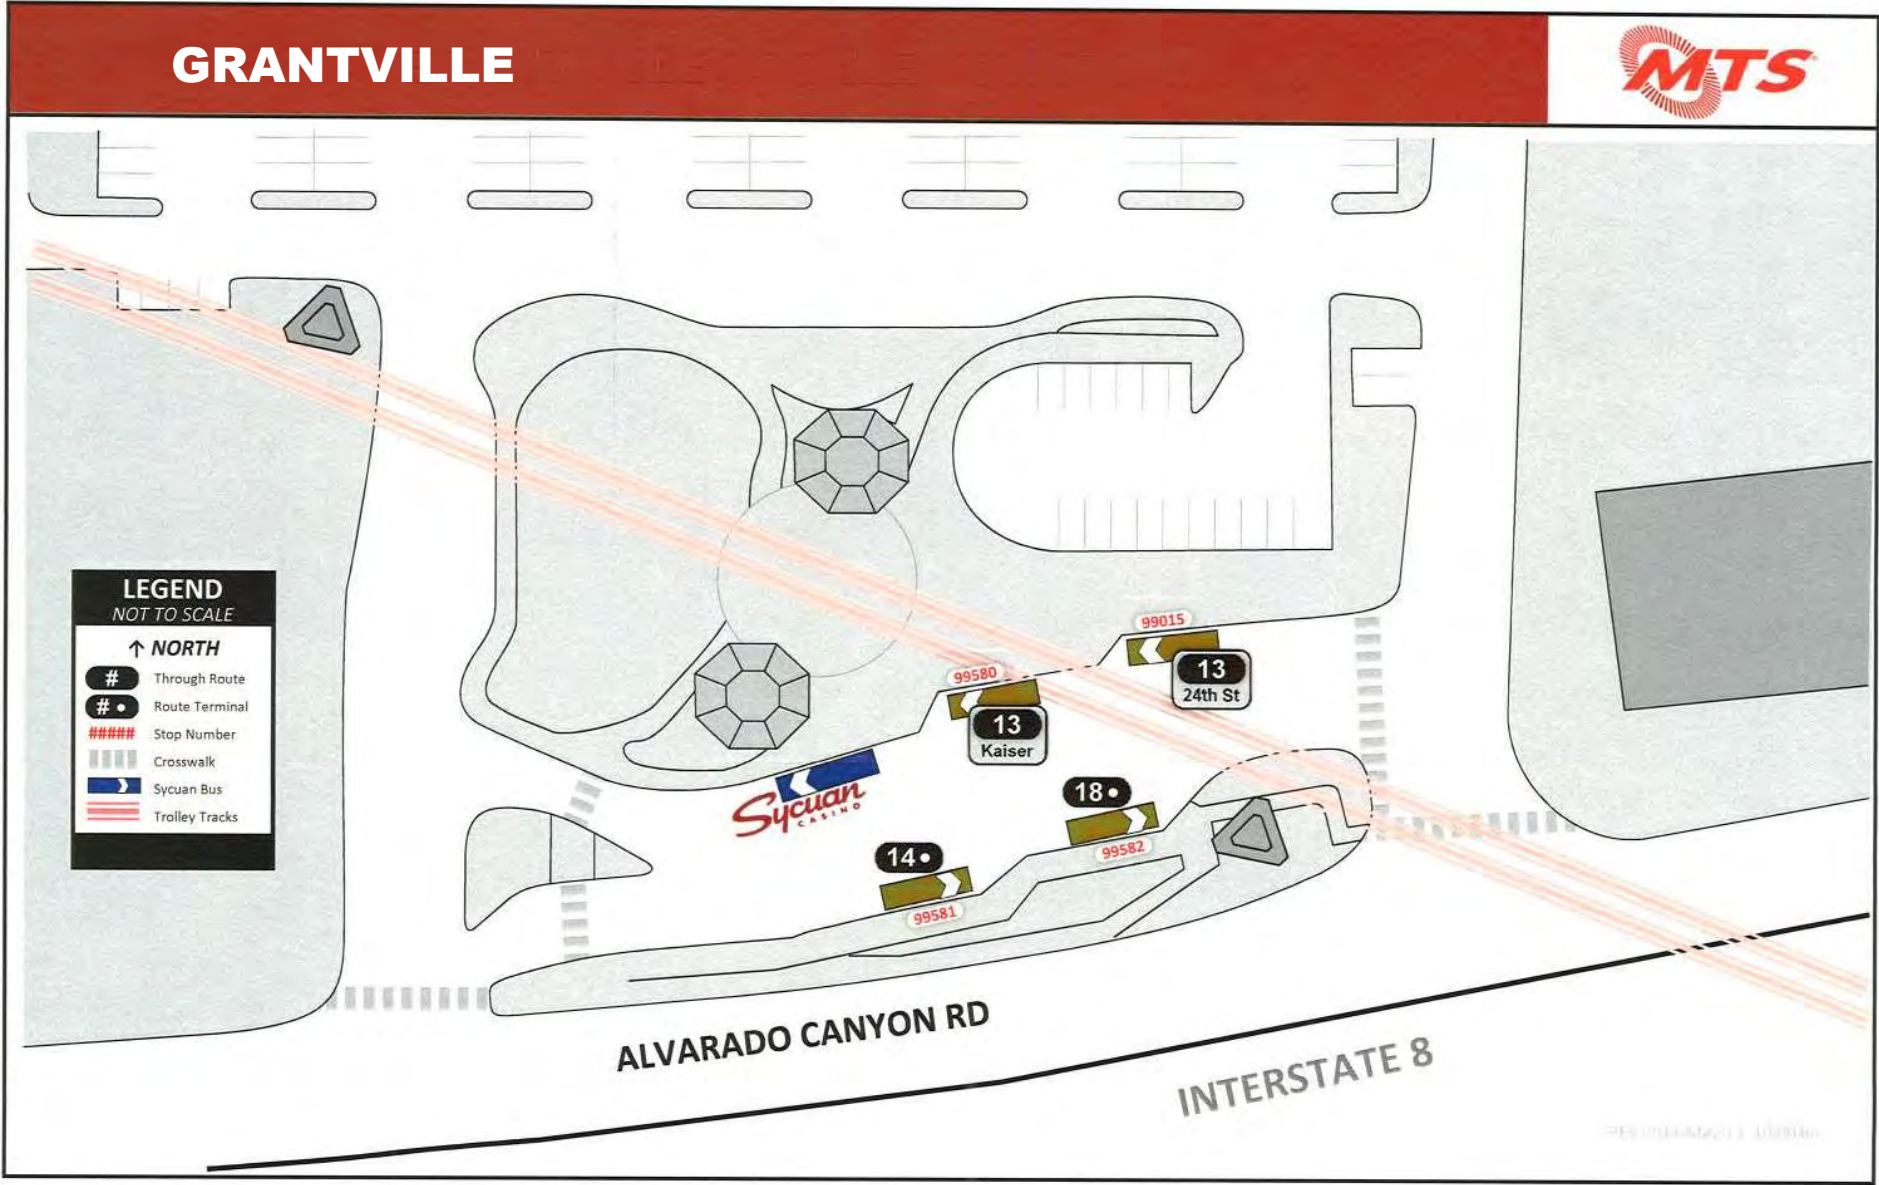 GRANTVILLE
MTS
LEGEND
NOT TO SCALE
↑ NORTH
# Through Route
# • Route Terminal
##### Stop Number
Crosswalk
Sycuan Bus
Trolley Tracks
99015
13
24th St
99580
13
Kaiser
Sycuan
CASINO
18 •
99582
14 •
99581
ALVARADO CANYON RD
INTERSTATE 8